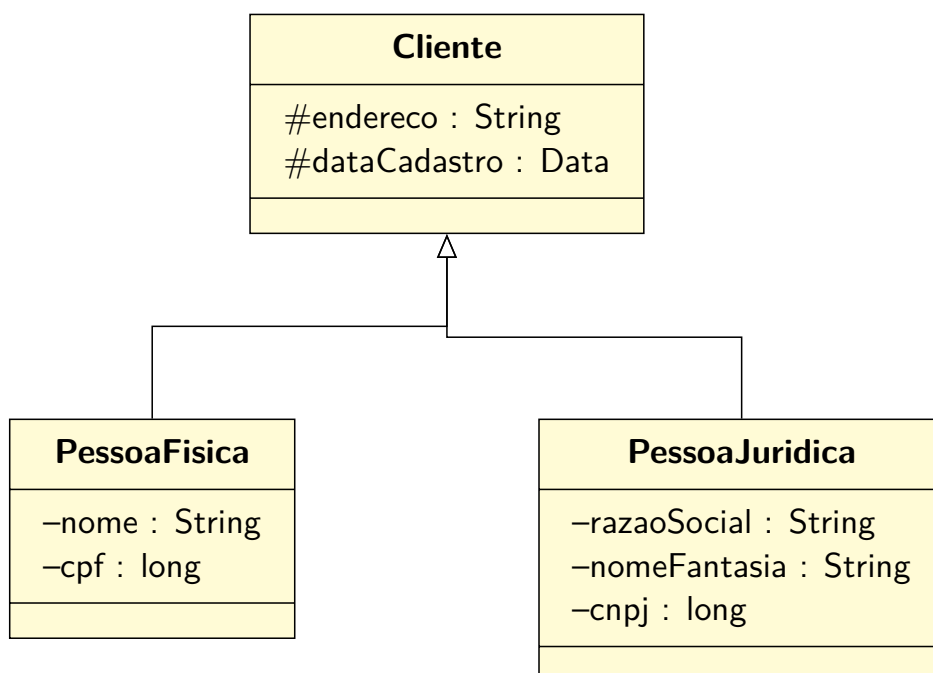 Cliente
#endereco : String
#dataCadastro : Data
PessoaFisica
–nome : String
–cpf : long
PessoaJuridica
–razaoSocial : String
–nomeFantasia : String
–cnpj : long